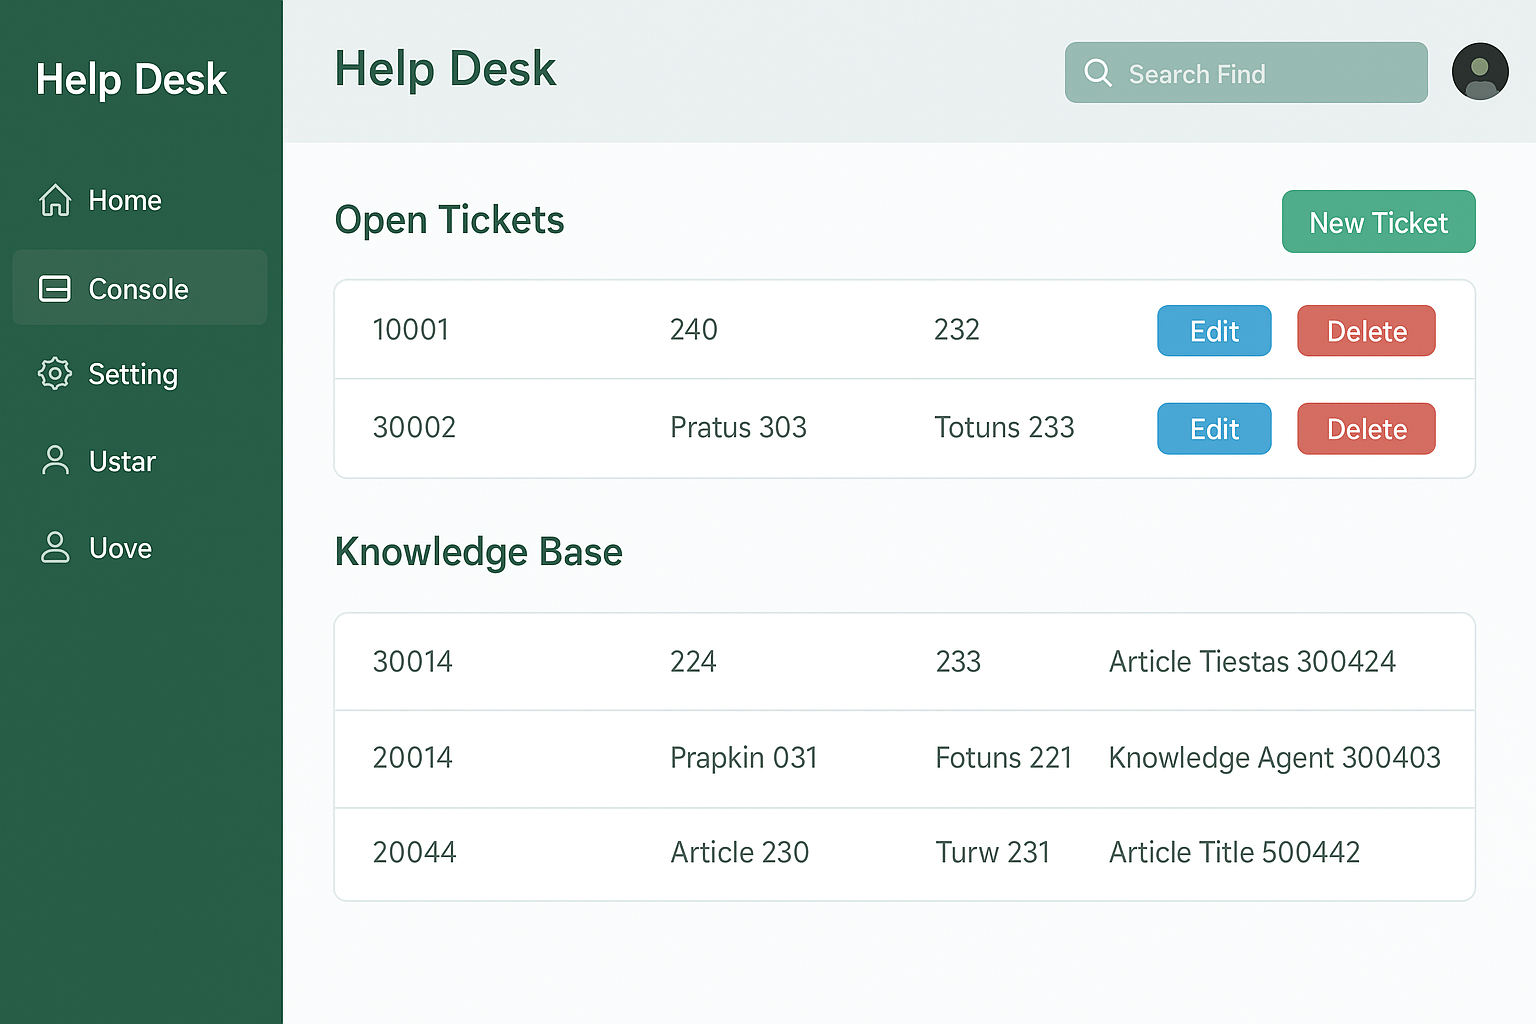 Help Desk
Home
Console
Setting
Ustar
Uove
Help Desk
Search Find
Open Tickets
New Ticket
10001 240 232 Edit Delete
30002 Pratus 303 Totuns 233 Edit Delete
Knowledge Base
30014 224 233 Article Tiestas 300424
20014 Prapkin 031 Fotuns 221 Knowledge Agent 300403
20044 Article 230 Turw 231 Article Title 500442